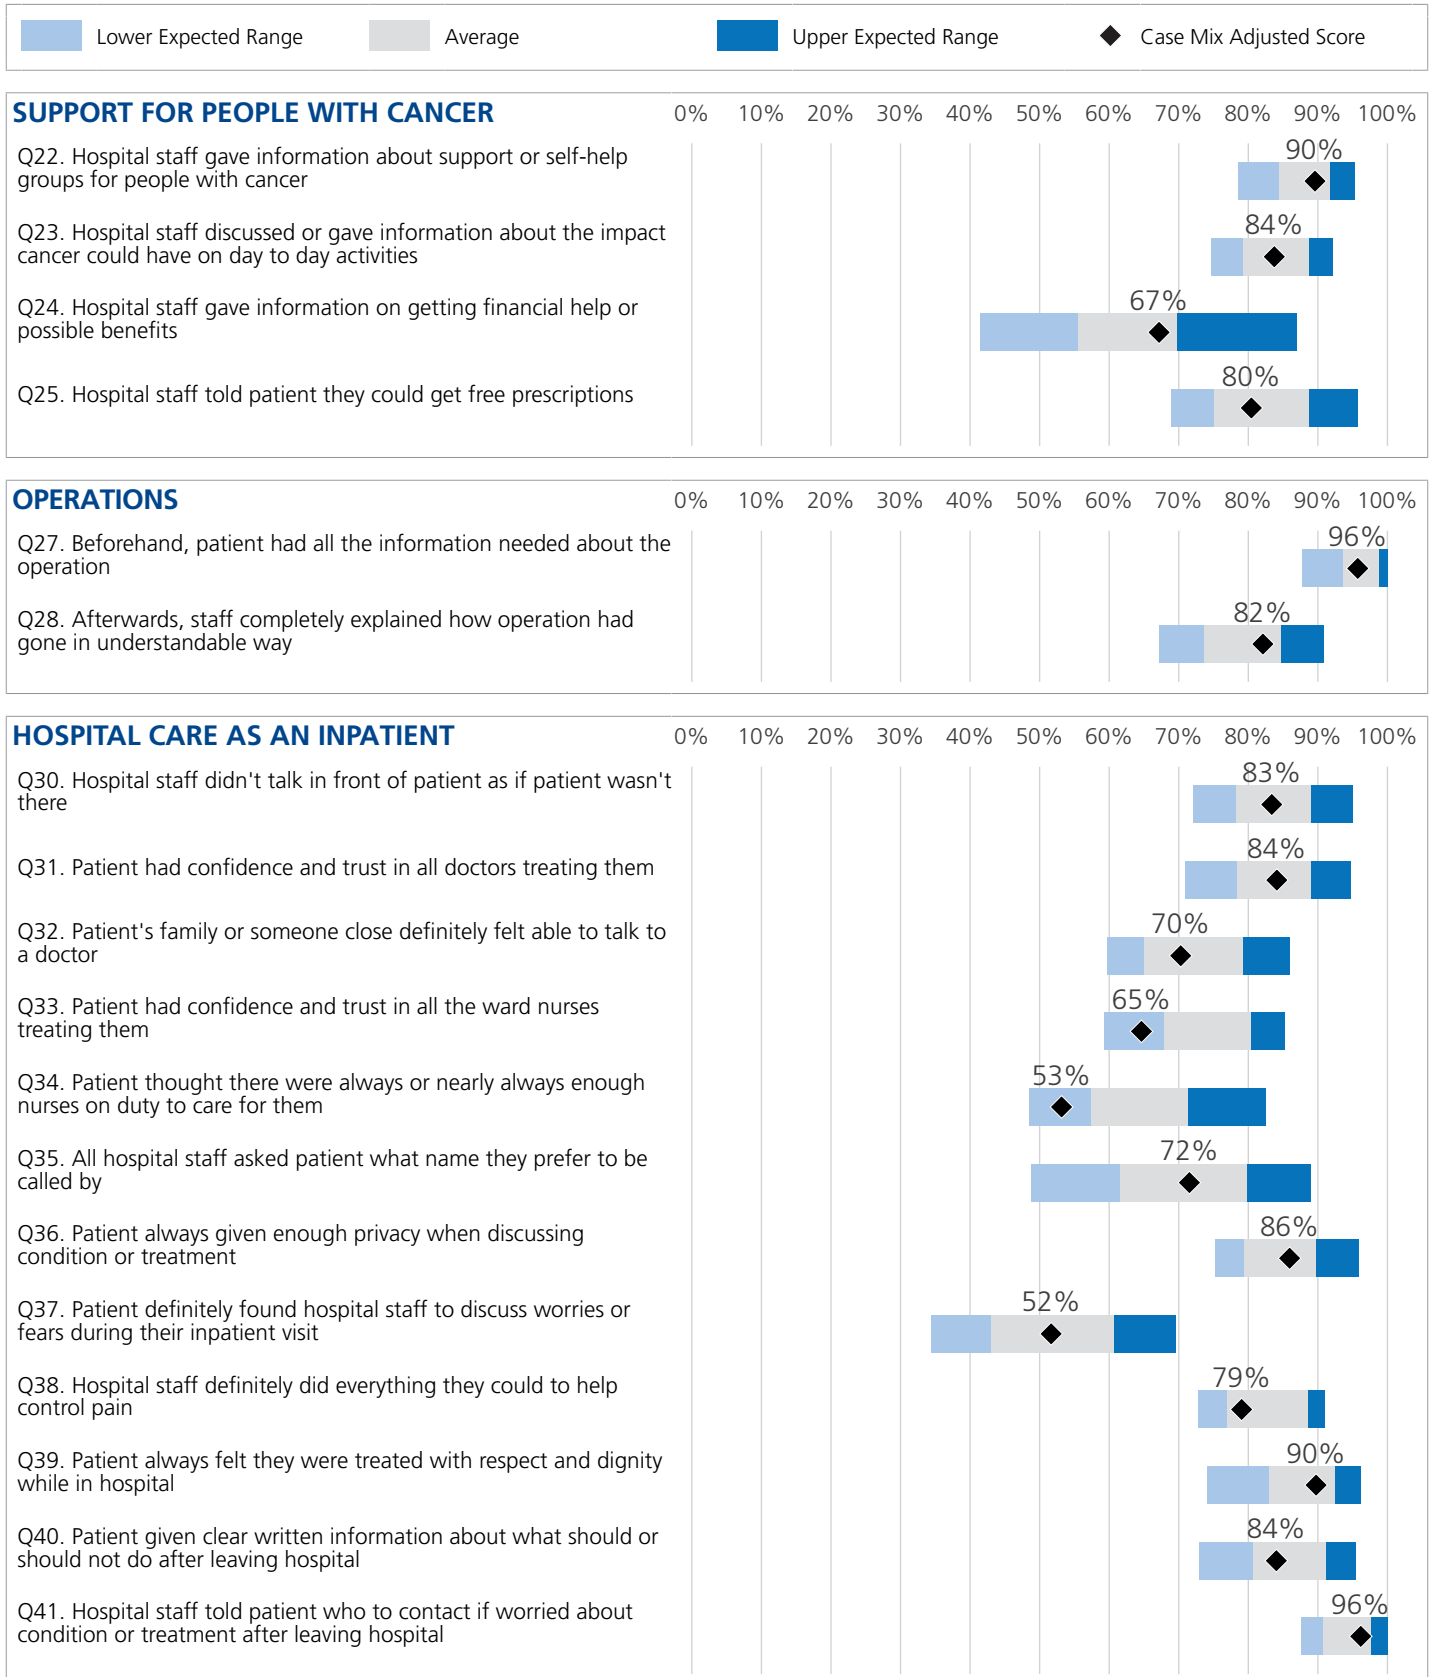 Lower Expected Range Average Upper Expected Range Case Mix Adjusted Score
SUPPORT FOR PEOPLE WITH CANCER 0% 10% 20% 30% 40% 50% 60% 70% 80% 90% 100%
Q22. Hospital staff gave information about support or self-help
groups for people with cancer
90%
Q23. Hospital staff discussed or gave information about the impact
cancer could have on day to day activities
84%
Q24. Hospital staff gave information on getting financial help or
possible benefits
67%
Q25. Hospital staff told patient they could get free prescriptions
80%
OPERATIONS 0% 10% 20% 30% 40% 50% 60% 70% 80% 90% 100%
Q27. Beforehand, patient had all the information needed about the
operation
96%
Q28. Afterwards, staff completely explained how operation had
gone in understandable way
82%
HOSPITAL CARE AS AN INPATIENT 0% 10% 20% 30% 40% 50% 60% 70% 80% 90% 100%
Q30. Hospital staff didn't talk in front of patient as if patient wasn't
there
83%
Q31. Patient had confidence and trust in all doctors treating them
84%
Q32. Patient's family or someone close definitely felt able to talk to
a doctor
70%
Q33. Patient had confidence and trust in all the ward nurses
treating them
65%
Q34. Patient thought there were always or nearly always enough
nurses on duty to care for them
53%
Q35. All hospital staff asked patient what name they prefer to be
called by
72%
Q36. Patient always given enough privacy when discussing
condition or treatment
86%
Q37. Patient definitely found hospital staff to discuss worries or
fears during their inpatient visit
52%
Q38. Hospital staff definitely did everything they could to help
control pain
79%
Q39. Patient always felt they were treated with respect and dignity
while in hospital
90%
Q40. Patient given clear written information about what should or
should not do after leaving hospital
84%
Q41. Hospital staff told patient who to contact if worried about
condition or treatment after leaving hospital
96%